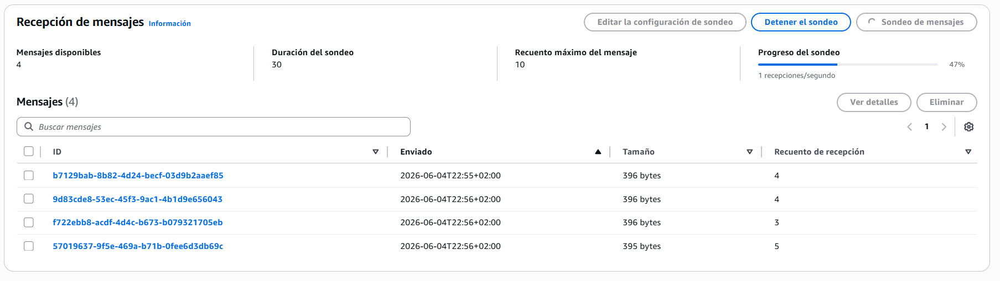 Recepción de mensajes Información Editar la configuración de sondeo Detener el sondeo Sondeo de mensajes
Mensajes disponibles Duración del sondeo Recuento máximo del mensaje Progreso del sondeo
4 30 10 47%
1 recepciones/segundo
Mensajes (4) Ver detalles Eliminar
Buscar mensajes 1
ID Enviado Tamaño Recuento de recepción
b7129bab-8b82-4d24-becf-03d9b2aaef85 2026-06-04T22:55+02:00 396 bytes 4
9d83cde8-53ec-45f3-9ac1-4b1d9e656043 2026-06-04T22:56+02:00 396 bytes 4
f722ebb8-acdf-4d4c-b673-b079321705eb 2026-06-04T22:56+02:00 396 bytes 3
57019637-9f5e-469a-b71b-0fee6d3db69c 2026-06-04T22:56+02:00 395 bytes 5